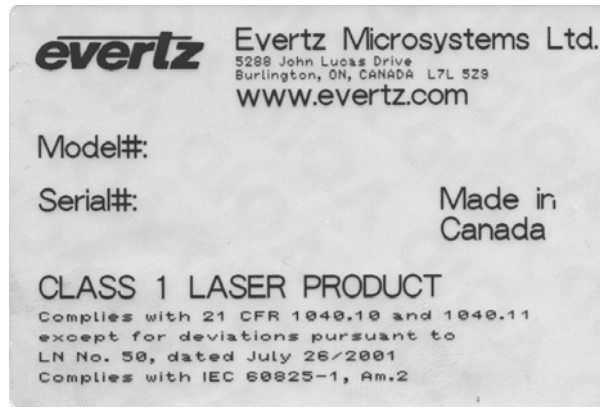 evertz
Evertz Microsystems Ltd.
5288 John Lucas Drive
Burlington, ON, CANADA L7L 5Z9
www.evertz.com
Model#:
Serial#:
Made in
Canada
CLASS 1 LASER PRODUCT
Complies with 21 CFR 1040.10 and 1040.11
except for deviations pursuant to
LN No. 50, dated July 26/2001
Complies with IEC 60825-1, Am.2